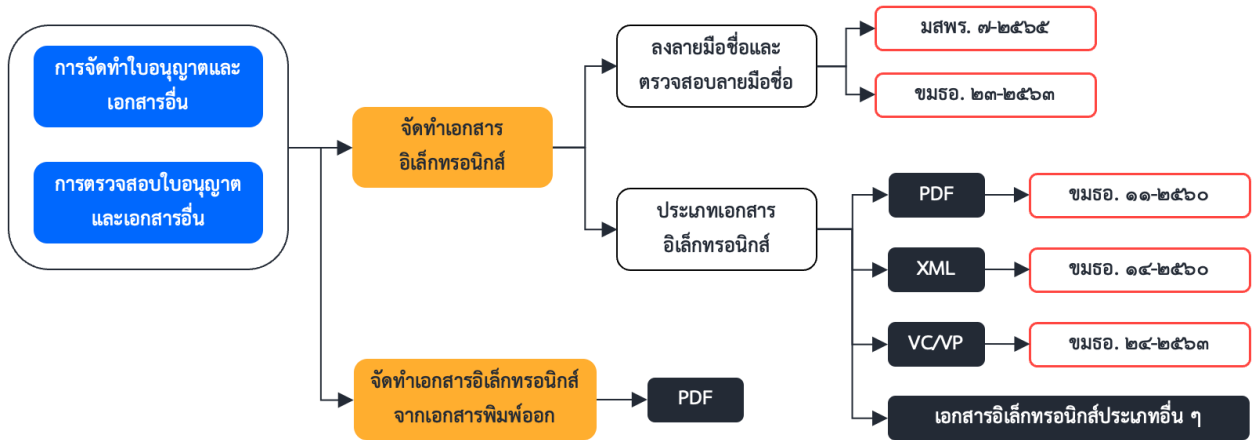 การจัดทำใบอนุญาตและ
เอกสารอื่น
การตรวจสอบใบอนุญาต
และเอกสารอื่น
จัดทำเอกสาร
อิเล็กทรอนิกส์
ลงลายมือชื่อและ
ตรวจสอบลายมือชื่อ
มสพร. ๗-๒๕๖๕
ขมธอ. ๒๓-๒๕๖๓
ประเภทเอกสาร
อิเล็กทรอนิกส์
PDF
ขมธอ. ๑๑-๒๕๖๐
XML
ขมธอ. ๑๔-๒๕๖๐
VC/VP
ขมธอ. ๒๔-๒๕๖๓
เอกสารอิเล็กทรอนิกส์ประเภทอื่น ๆ
จัดทำเอกสารอิเล็กทรอนิกส์
จากเอกสารพิมพ์ออก
PDF